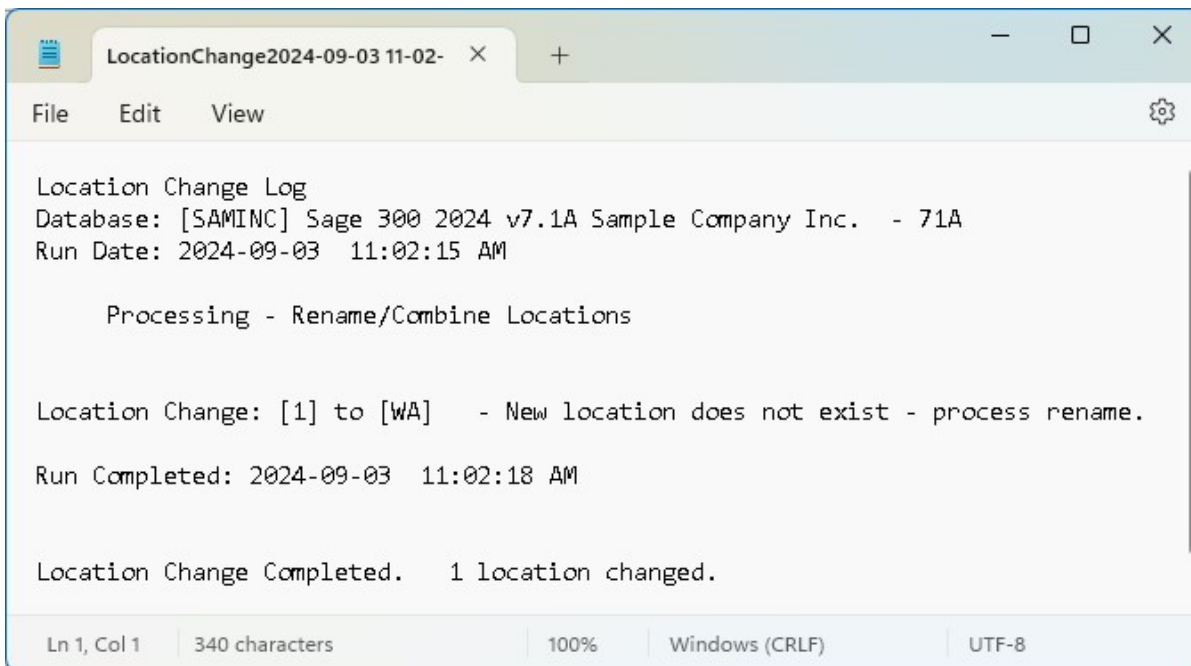 LocationChange2024-09-03 11-02-
File Edit View
Location Change Log
Database: [SAMINC] Sage 300 2024 v7.1A Sample Company Inc.  - 71A
Run Date: 2024-09-03  11:02:15 AM
Processing - Rename/Combine Locations
Location Change: [1] to [WA]   - New location does not exist - process rename.
Run Completed: 2024-09-03  11:02:18 AM
Location Change Completed.   1 location changed.
Ln 1, Col 1 340 characters 100% Windows (CRLF) UTF-8